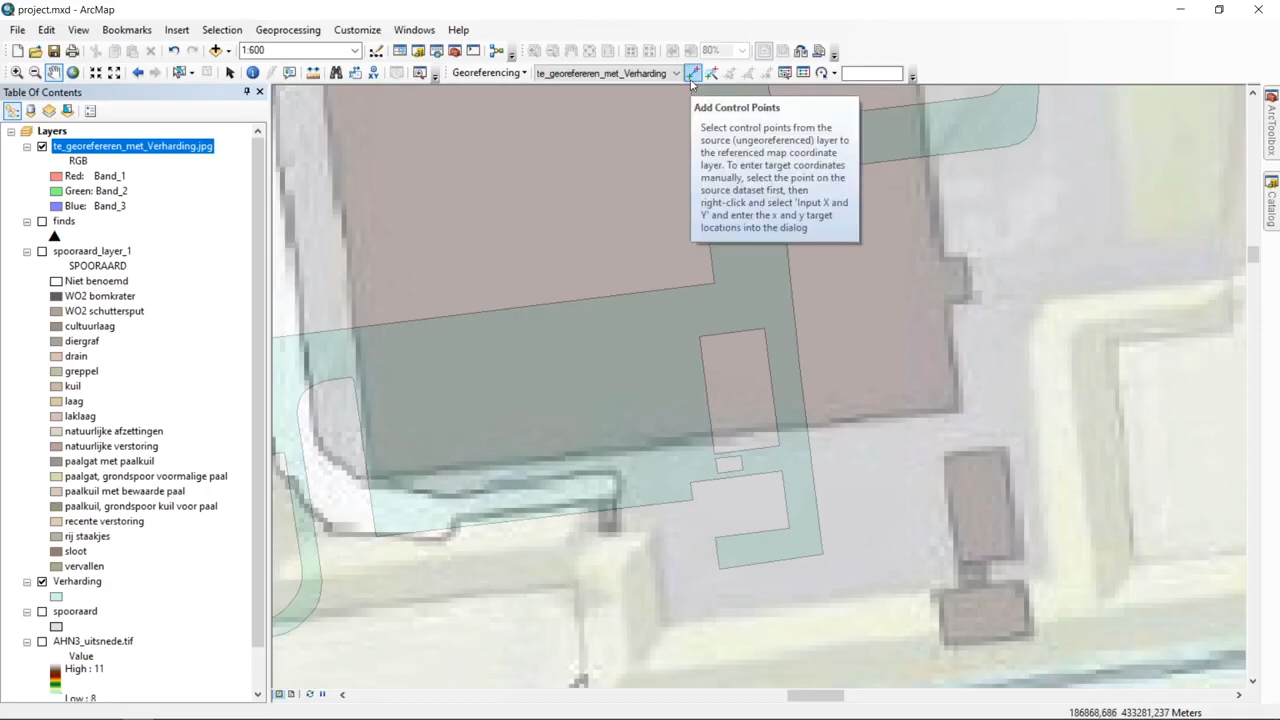 project.mxd - ArcMap
File Edit View Bookmarks Insert Selection Geoprocessing Customize Windows Help
1:600
80%
Georeferencing
te_georefereren_met_Verharding
Table Of Contents
Add Control Points
Select control points from the
source (ungeoreferenced) layer to
the referenced map coordinate
layer. To enter target coordinates
manually, select the point on the
source dataset first, then
right-click and select 'Input X and
Y' and enter the x and y target
locations into the dialog
Layers
te_georefereren_met_Verharding.jpg
RGB
Red: Band_1
Green: Band_2
Blue: Band_3
finds
spooraard_layer_1
SPOORAARD
Niet benoemd
WO2 bomkrater
WO2 schuttersput
cultuurlaag
diergraf
drain
greppel
kuil
laag
laklaag
natuurlijke afzettingen
natuurlijke verstoring
paalgat met paalkuil
paalgat, grondspoor voormalige paal
paalkuil met bewaarde paal
paalkuil, grondspoor kuil voor paal
recente verstoring
rij staakjes
sloot
vervallen
Verharding
spooraard
AHN3_uitsnede.tif
Value
High : 11
Low : 8
ArcToolbox
Catalog
186868,686 433281,237 Meters